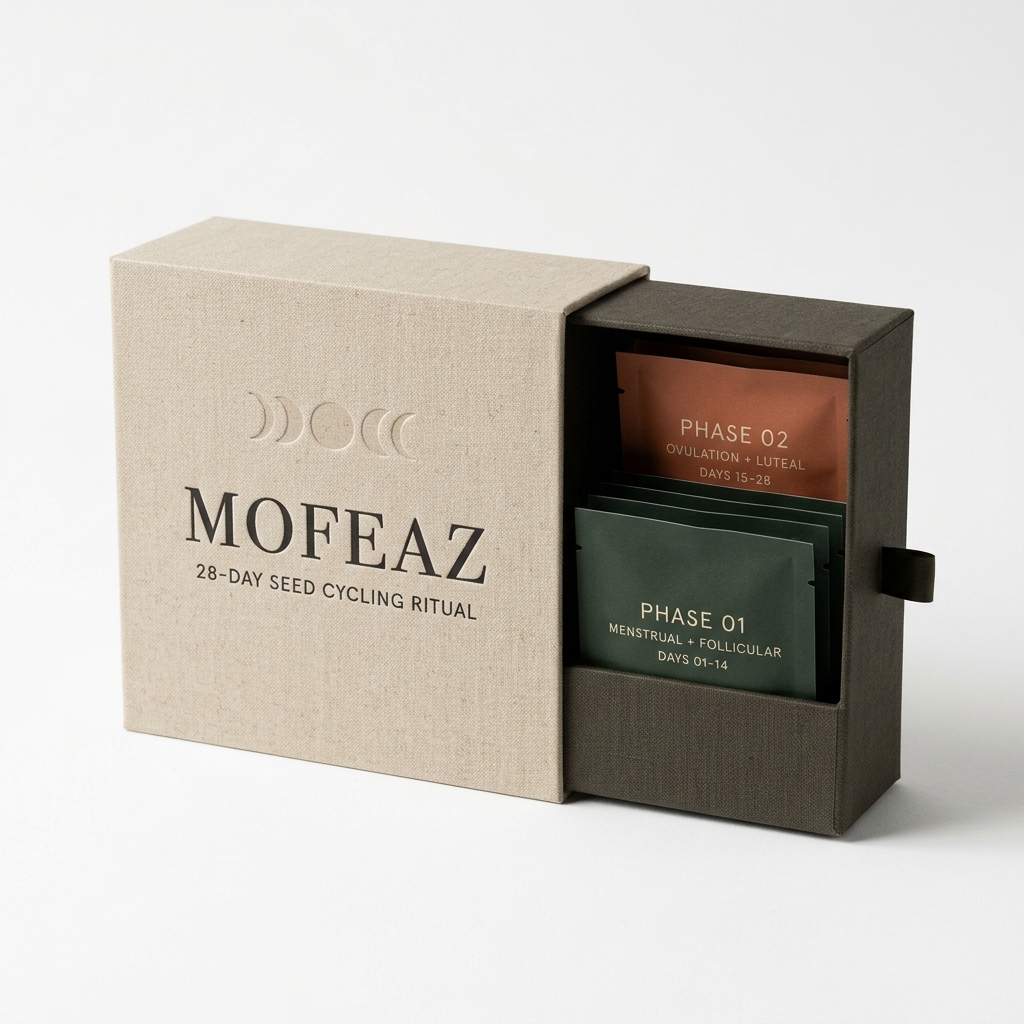 MOFEAZ
28-DAY SEED CYCLING RITUAL
PHASE 02
OVULATION + LUTEAL
DAYS 15-28
PHASE 01
MENSTRUAL + FOLLICULAR
DAYS 01-14